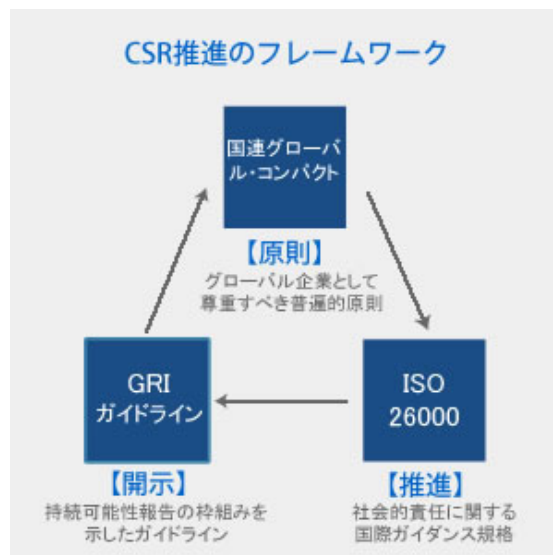 CSR推進のフレームワーク
国連グローバ
ル・コンパクト
【原則】
グローバル企業として
尊重すべき普遍的原則
GRI
ガイドライン
【開示】
持続可能性報告の枠組みを
示したガイドライン
ISO
26000
【推進】
社会的責任に関する
国際ガイダンス規格